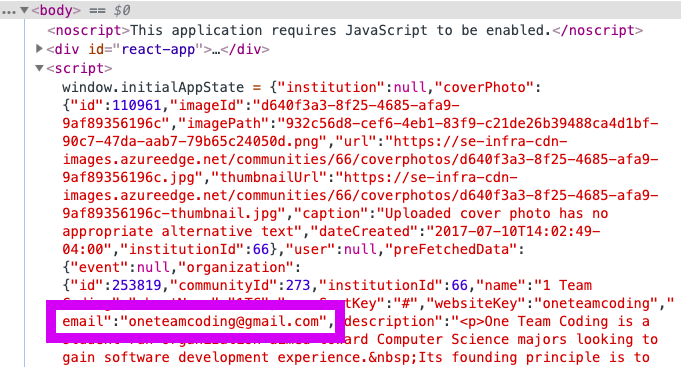 … ▼<body> == $0
<noscript>This application requires JavaScript to be enabled.</noscript>
▶<div id="react-app">…</div>
▼<script>
window.initialAppState = {"institution":null,"coverPhoto":
{"id":110961,"imageId":"d640f3a3-8f25-4685-afa9-
9af89356196c","imagePath":"932c56d8-cef6-4eb1-83f9-c21de26b39488ca4d1bf-
90c7-47da-aab7-79b65c24050d.png","url":"https://se-infra-cdn-
images.azureedge.net/communities/66/coverphotos/d640f3a3-8f25-4685-afa9-
9af89356196c.jpg","thumbnailUrl":"https://se-infra-cdn-
images.azureedge.net/communities/66/coverphotos/d640f3a3-8f25-4685-afa9-
9af89356196c-thumbnail.jpg","caption":"Uploaded cover photo has no
appropriate alternative text","dateCreated":"2017-07-10T14:02:49-
04:00","institutionId":66},"user":null,"preFetchedData":
{"event":null,"organization":
{"id":253819,"communityId":273,"institutionId":66,"name":"1 Team
"#","websiteKey":"oneteamcoding","
email":"oneteamcoding@gmail.com", description":"<p>One Team Coding is a
toward Computer Science majors looking to
gain software development experience.&nbsp;Its founding principle is to